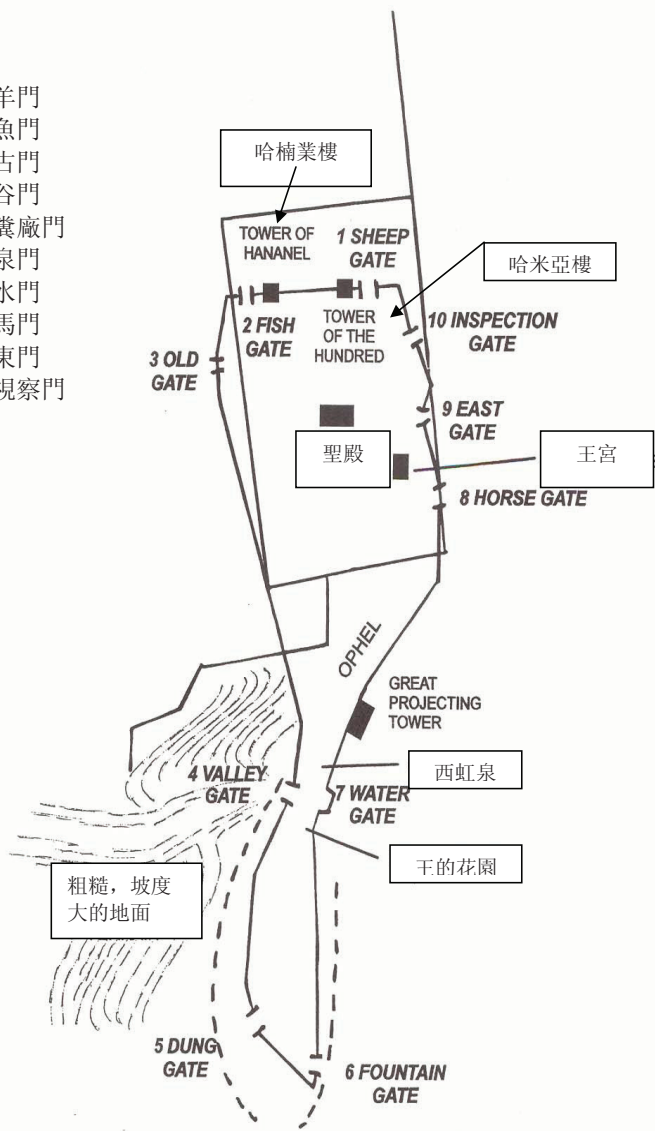 羊門
魚門
古門
谷門
糞廠門
泉門
水門
馬門
東門
視察門
哈楠業樓
TOWER OF
HANANEL
1 SHEEP
GATE
哈米亞樓
2 FISH
GATE
TOWER
OF THE
HUNDRED
10 INSPECTION
GATE
3 OLD
GATE
9 EAST
GATE
聖殿
王宮
8 HORSE GATE
OPHEL
GREAT
PROJECTING
TOWER
西虹泉
4 VALLEY
GATE
7 WATER
GATE
王的花園
粗糙，坡度
大的地面
5 DUNG
GATE
6 FOUNTAIN
GATE